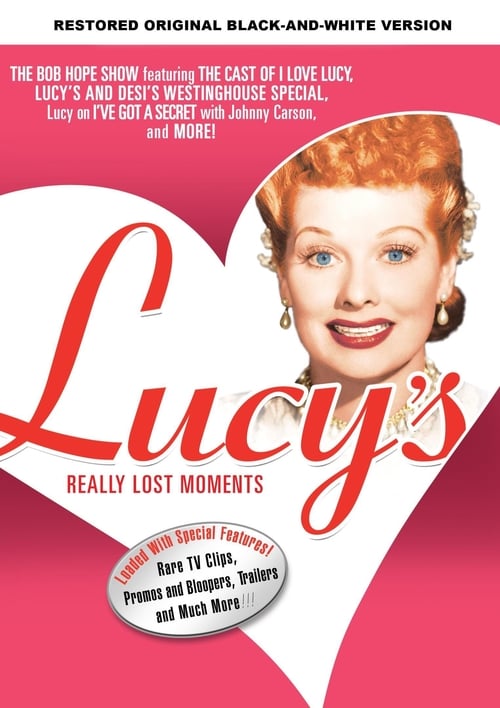 RESTORED ORIGINAL BLACK-AND-WHITE VERSION
THE BOB HOPE SHOW featuring THE CAST OF I LOVE LUCY,
LUCY'S AND DESI'S WESTINGHOUSE SPECIAL,
Lucy on I'VE GOT A SECRET with Johnny Carson,
and MORE!
Lucy's
REALLY LOST MOMENTS
Loaded With Special Features!
Rare TV Clips,
Promos and Bloopers, Trailers
and Much More!!!